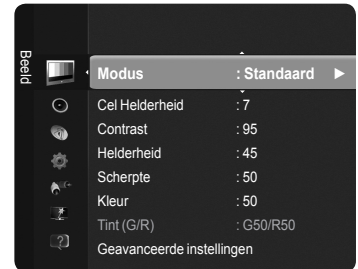 Beeld
Modus : Standaard
Cel Helderheid : 7
Contrast : 95
Helderheid : 45
Scherpte : 50
Kleur : 50
Tint (G/R) : G50/R50
Geavanceerde instellingen